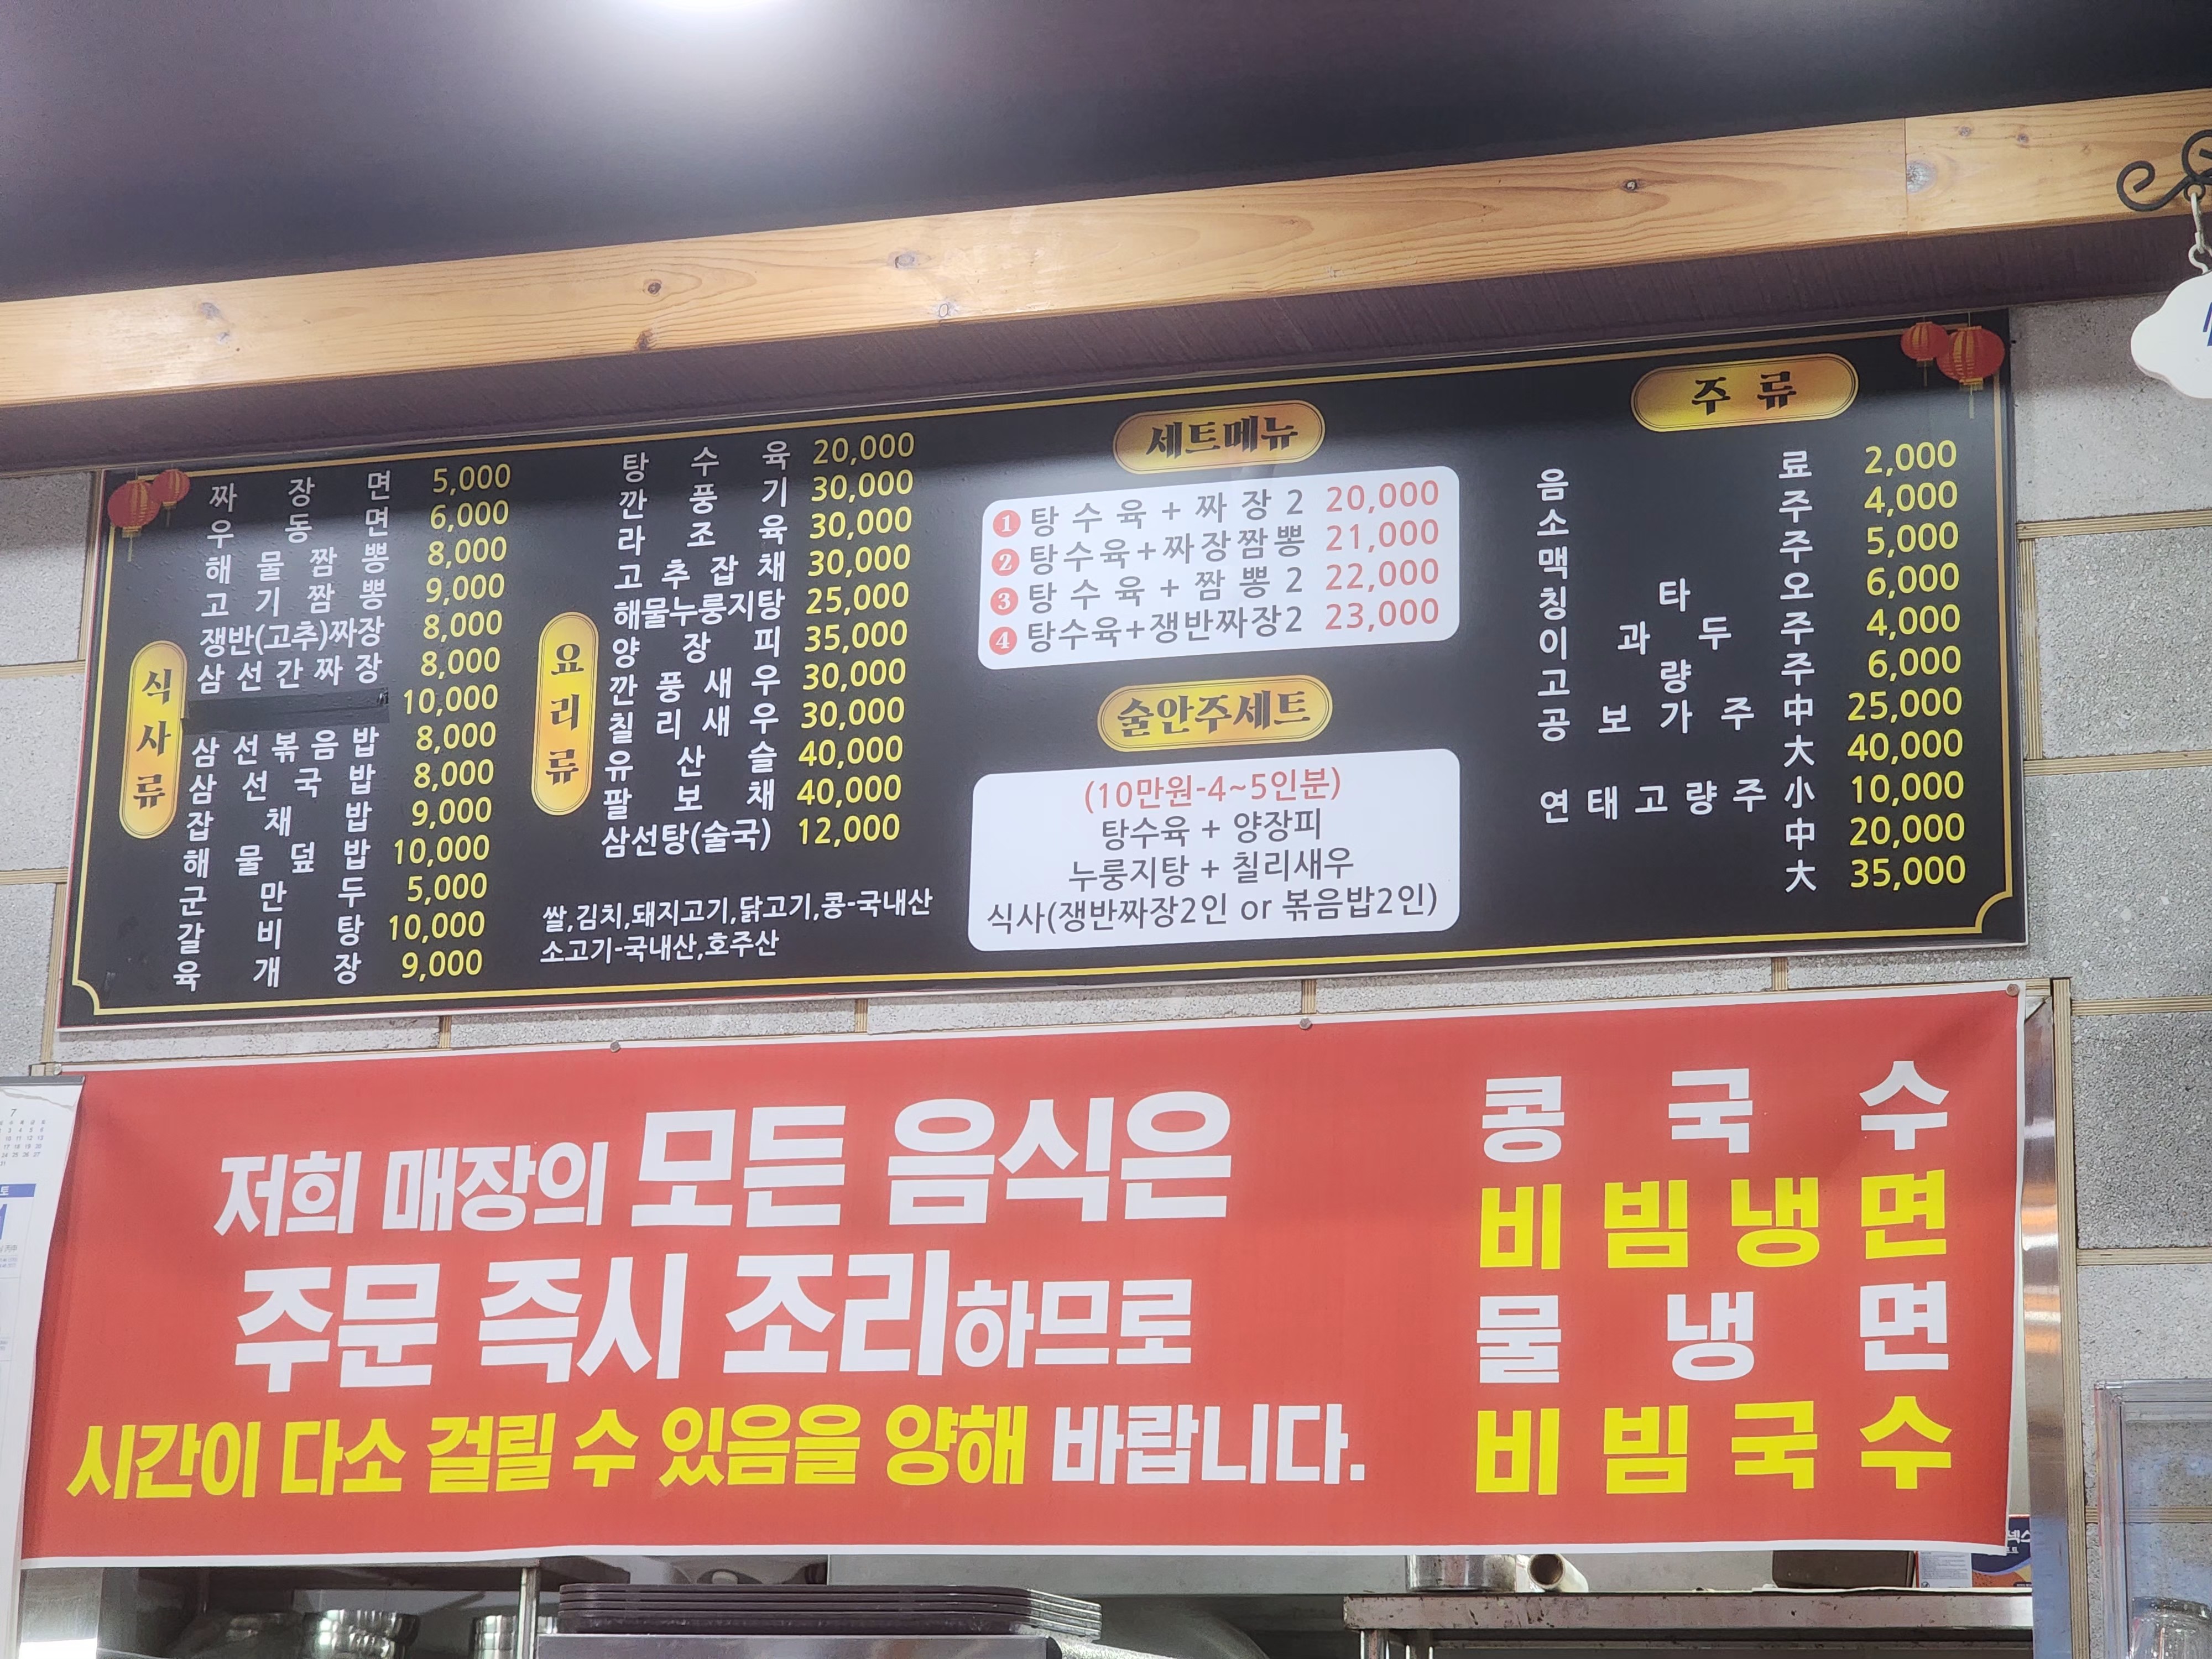 식사류
짜장면 5,000
우동면 6,000
해물짬뽕 8,000
고기짬뽕 9,000
쟁반(고추)짜장 8,000
삼선간짜장 8,000
10,000
삼선볶음밥 8,000
삼선국밥 8,000
잡채밥 9,000
해물덮밥 10,000
군만두 5,000
갈비탕 10,000
육개장 9,000
요리류
탕수육 20,000
깐풍기 30,000
라조육 30,000
고추잡채 30,000
해물누룽지탕 25,000
양장피 35,000
깐풍새우 30,000
칠리새우 30,000
유산슬 40,000
팔보채 40,000
삼선탕(술국) 12,000
쌀,김치,돼지고기,닭고기,콩-국내산
소고기-국내산,호주산
세트메뉴
1 탕수육+짜장2 20,000
2 탕수육+짜장짬뽕 21,000
3 탕수육+짬뽕2 22,000
4 탕수육+쟁반짜장2 23,000
술안주세트
(10만원-4~5인분)
탕수육 + 양장피
누룽지탕 + 칠리새우
식사(쟁반짜장2인 or 볶음밥2인)
주류
음료 2,000
소주 4,000
맥주 5,000
칭타오 6,000
이과두주 4,000
고량주 6,000
공보가주 中 25,000
大 40,000
연태고량주 小 10,000
中 20,000
大 35,000
저희 매장의 모든 음식은
주문 즉시 조리하므로
시간이 다소 걸릴 수 있음을 양해 바랍니다.
콩국수
비빔냉면
물냉면
비빔국수